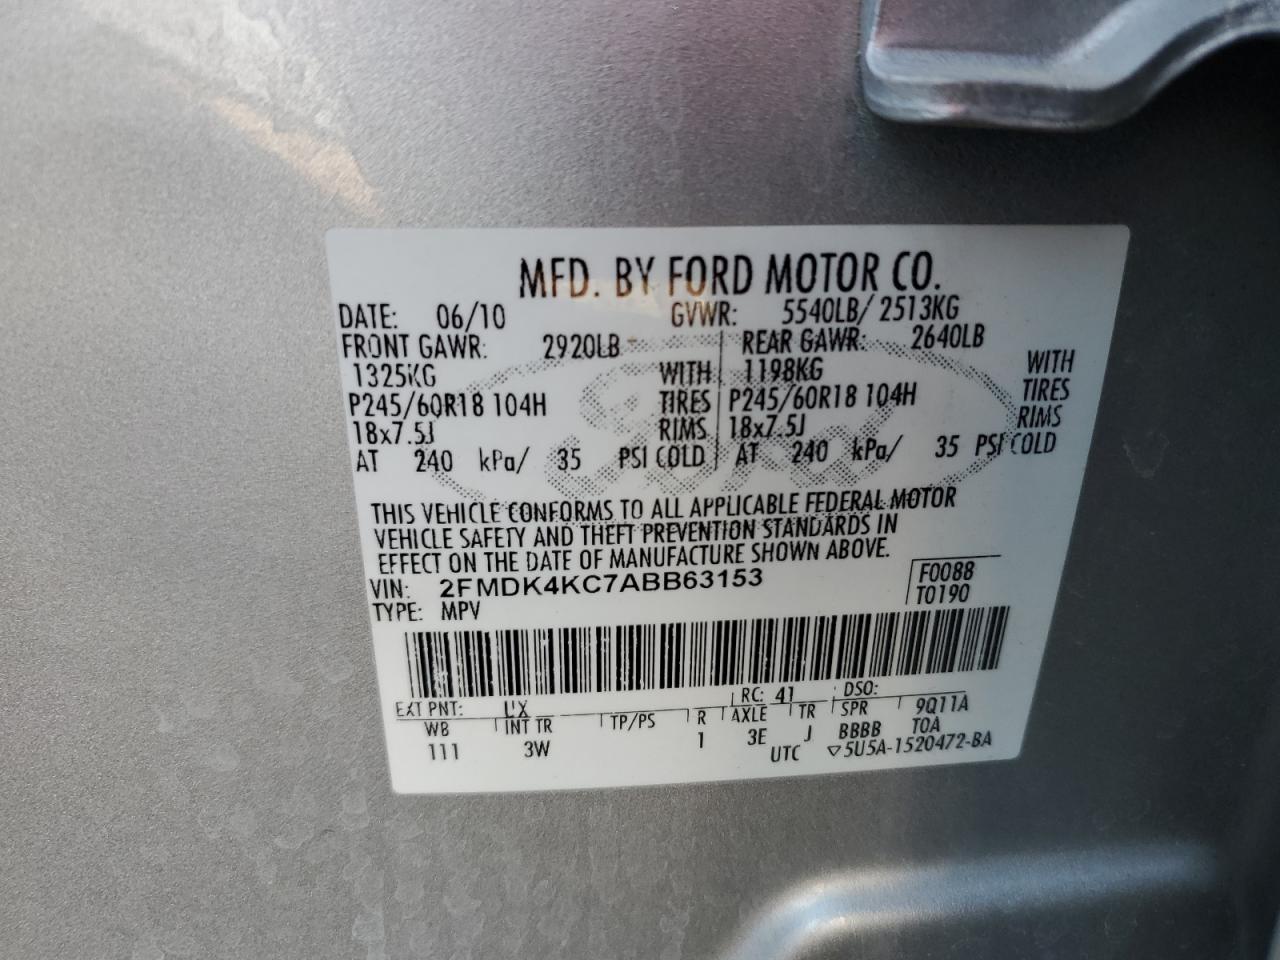 MFD. BY FORD MOTOR CO.
DATE: 06/10 GVWR: 5540LB/ 2513KG
FRONT GAWR: 2920LB REAR GAWR: 2640LB
1325KG WITH 1198KG WITH
P245/60R18 104H TIRES P245/60R18 104H TIRES
18x7.5J RIMS 18x7.5J RIMS
AT 240 kPa/ 35 PSI COLD AT 240 kPa/ 35 PSI COLD
Ford
THIS VEHICLE CONFORMS TO ALL APPLICABLE FEDERAL MOTOR
VEHICLE SAFETY AND THEFT PREVENTION STANDARDS IN
EFFECT ON THE DATE OF MANUFACTURE SHOWN ABOVE.
VIN: 2FMDK4KC7ABB63153 F0088
TYPE: MPV T0190
EXT PNT: RC: 41 DSO:
WB INT TR TP/PS R AXLE TR SPR 9Q11A
111 3W 1 3E J BBBB TOA
UTC ▽5U5A-1520472-BA